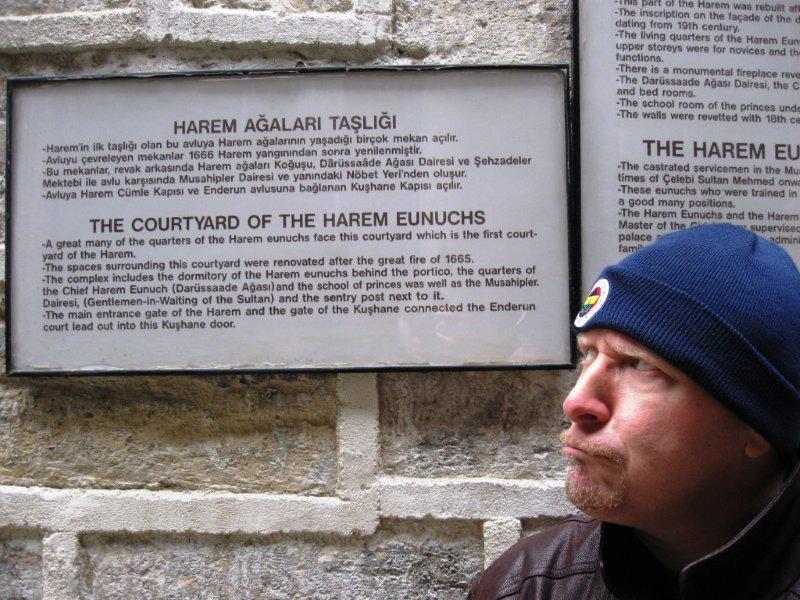 HAREM AĞALARI TAŞLIĞI
-Harem'in ilk taşlığı olan bu avluya Harem ağalarının yaşadığı birçok mekan açılır.
-Avluyu çevreleyen mekanlar 1666 Harem yangınından sonra yenilenmiştir.
-Bu mekanlar, revak arkasında Harem ağaları Koğuşu, Dârüssaâde Ağası Dairesi ve Şehzadeler
Mektebi ile avlu karşısında Musahipler Dairesi ve yanındaki Nöbet Yeri'nden oluşur.
-Avluya Harem Cümle Kapısı ve Enderun avlusuna bağlanan Kuşhane Kapısı açılır.
THE COURTYARD OF THE HAREM EUNUCHS
-A great many of the quarters of the Harem eunuchs face this courtyard which is the first court-
yard of the Harem.
-The spaces surrounding this courtyard were renovated after the great fire of 1665.
-The complex includes the dormitory of the Harem eunuchs behind the portico, the quarters of
the Chief Harem Eunuch (Darüssaade Ağası) and the school of princes was well as the Musahipler.
Dairesi, (Gentlemen-in-Waiting of the Sultan) and the sentry post next to it.
-The main entrance gate of the Harem and the gate of the Kuşhane connected the Enderun
court lead out into this Kuşhane door.
-This part of the Harem was rebuilt aft
-The inscription on the façade of the d
dating from 19th century.
-The living quarters of the Harem Eun
upper storeys were for novices and th
functions.
-There is a monumental fireplace reve
-The Darüssaade Ağası Dairesi, the C
and bed rooms.
-The school room of the princes unde
-The walls were revetted with 18th ce
THE HAREM EU
-The castrated servicemen in the Mus
times of Çelebi Sultan Mehmed onwa
-These eunuchs who were trained in
a good many positions.
-The Harem Eunuchs and the Harem
Master of the supervised
palace admini
fami